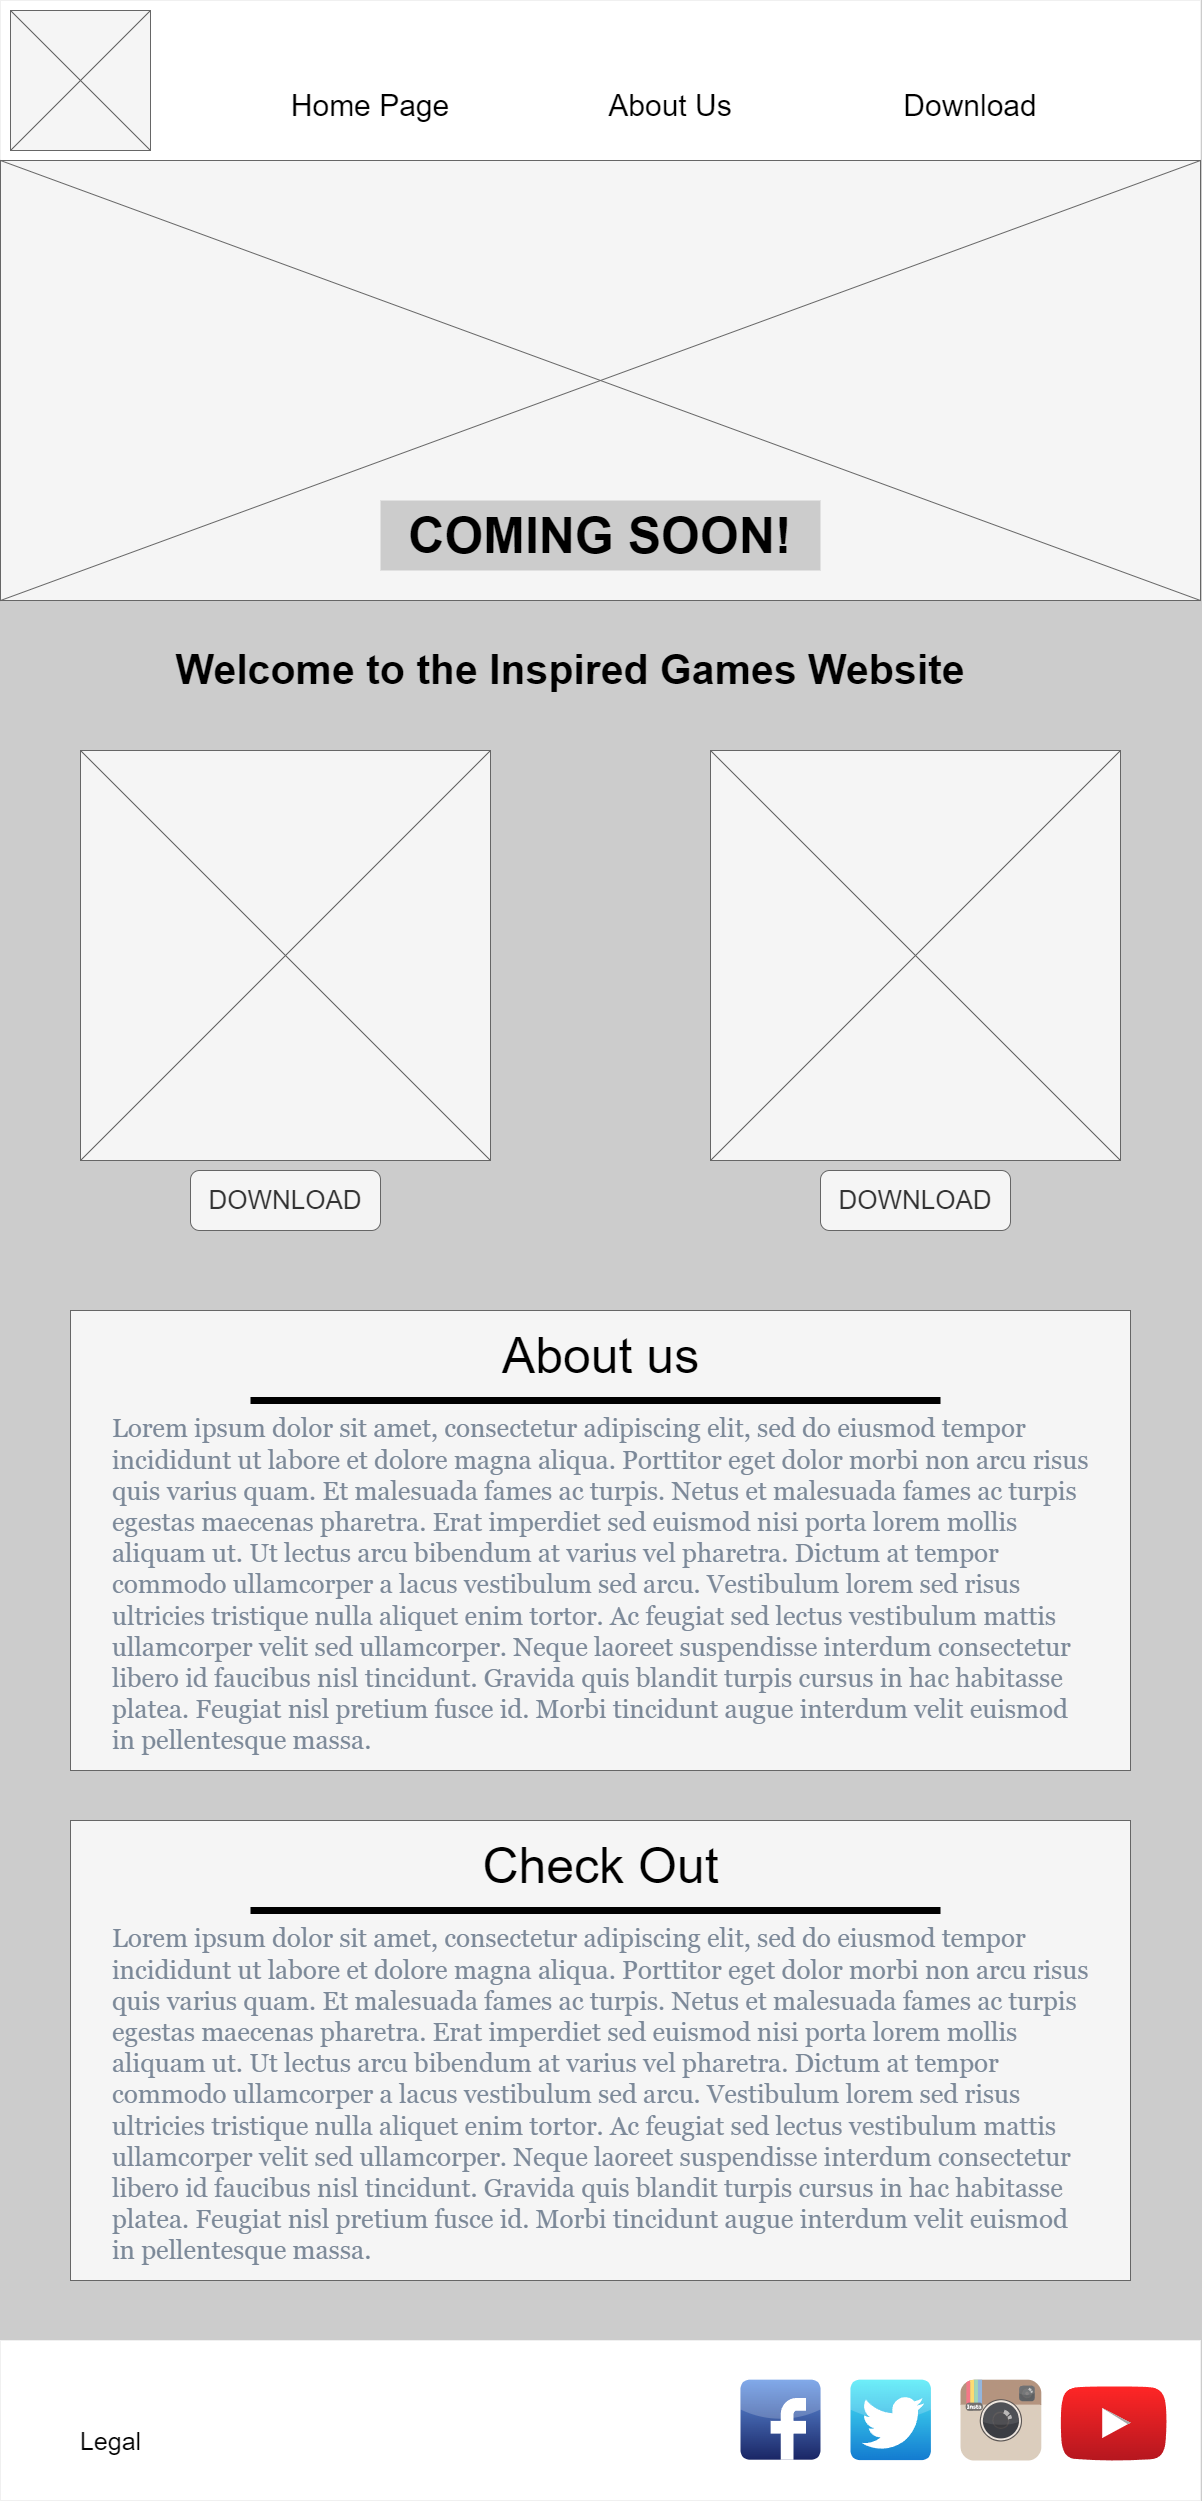 Home Page
About Us
Download
COMING SOON!
Welcome to the Inspired Games Website
DOWNLOAD
DOWNLOAD
About us
Lorem ipsum dolor sit amet, consectetur adipiscing elit, sed do eiusmod tempor
incididunt ut labore et dolore magna aliqua. Porttitor eget dolor morbi non arcu risus
quis varius quam. Et malesuada fames ac turpis. Netus et malesuada fames ac turpis
egestas maecenas pharetra. Erat imperdiet sed euismod nisi porta lorem mollis
aliquam ut. Ut lectus arcu bibendum at varius vel pharetra. Dictum at tempor
commodo ullamcorper a lacus vestibulum sed arcu. Vestibulum lorem sed risus
ultricies tristique nulla aliquet enim tortor. Ac feugiat sed lectus vestibulum mattis
ullamcorper velit sed ullamcorper. Neque laoreet suspendisse interdum consectetur
libero id faucibus nisl tincidunt. Gravida quis blandit turpis cursus in hac habitasse
platea. Feugiat nisl pretium fusce id. Morbi tincidunt augue interdum velit euismod
in pellentesque massa.
Check Out
Lorem ipsum dolor sit amet, consectetur adipiscing elit, sed do eiusmod tempor
incididunt ut labore et dolore magna aliqua. Porttitor eget dolor morbi non arcu risus
quis varius quam. Et malesuada fames ac turpis. Netus et malesuada fames ac turpis
egestas maecenas pharetra. Erat imperdiet sed euismod nisi porta lorem mollis
aliquam ut. Ut lectus arcu bibendum at varius vel pharetra. Dictum at tempor
commodo ullamcorper a lacus vestibulum sed arcu. Vestibulum lorem sed risus
ultricies tristique nulla aliquet enim tortor. Ac feugiat sed lectus vestibulum mattis
ullamcorper velit sed ullamcorper. Neque laoreet suspendisse interdum consectetur
libero id faucibus nisl tincidunt. Gravida quis blandit turpis cursus in hac habitasse
platea. Feugiat nisl pretium fusce id. Morbi tincidunt augue interdum velit euismod
in pellentesque massa.
Legal
f
Insta